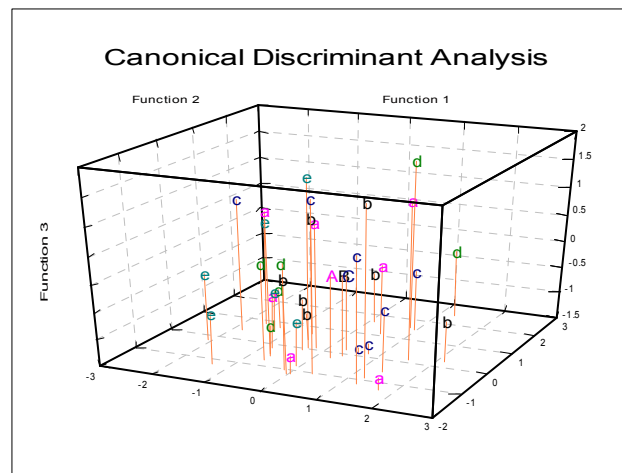 Canonical Discriminant Analysis
Function 2 Function 1
2
1.5
1
0.5
0
-0.5
-1
-1.5
Function 3
d
e
c c b a
a b
e a
d
c
d d a
e b A B C b c
e a
b
e b c
d e b
c c
a a
-3 -2 -1 0 1 2 3
-2 -1 0 1 2 3